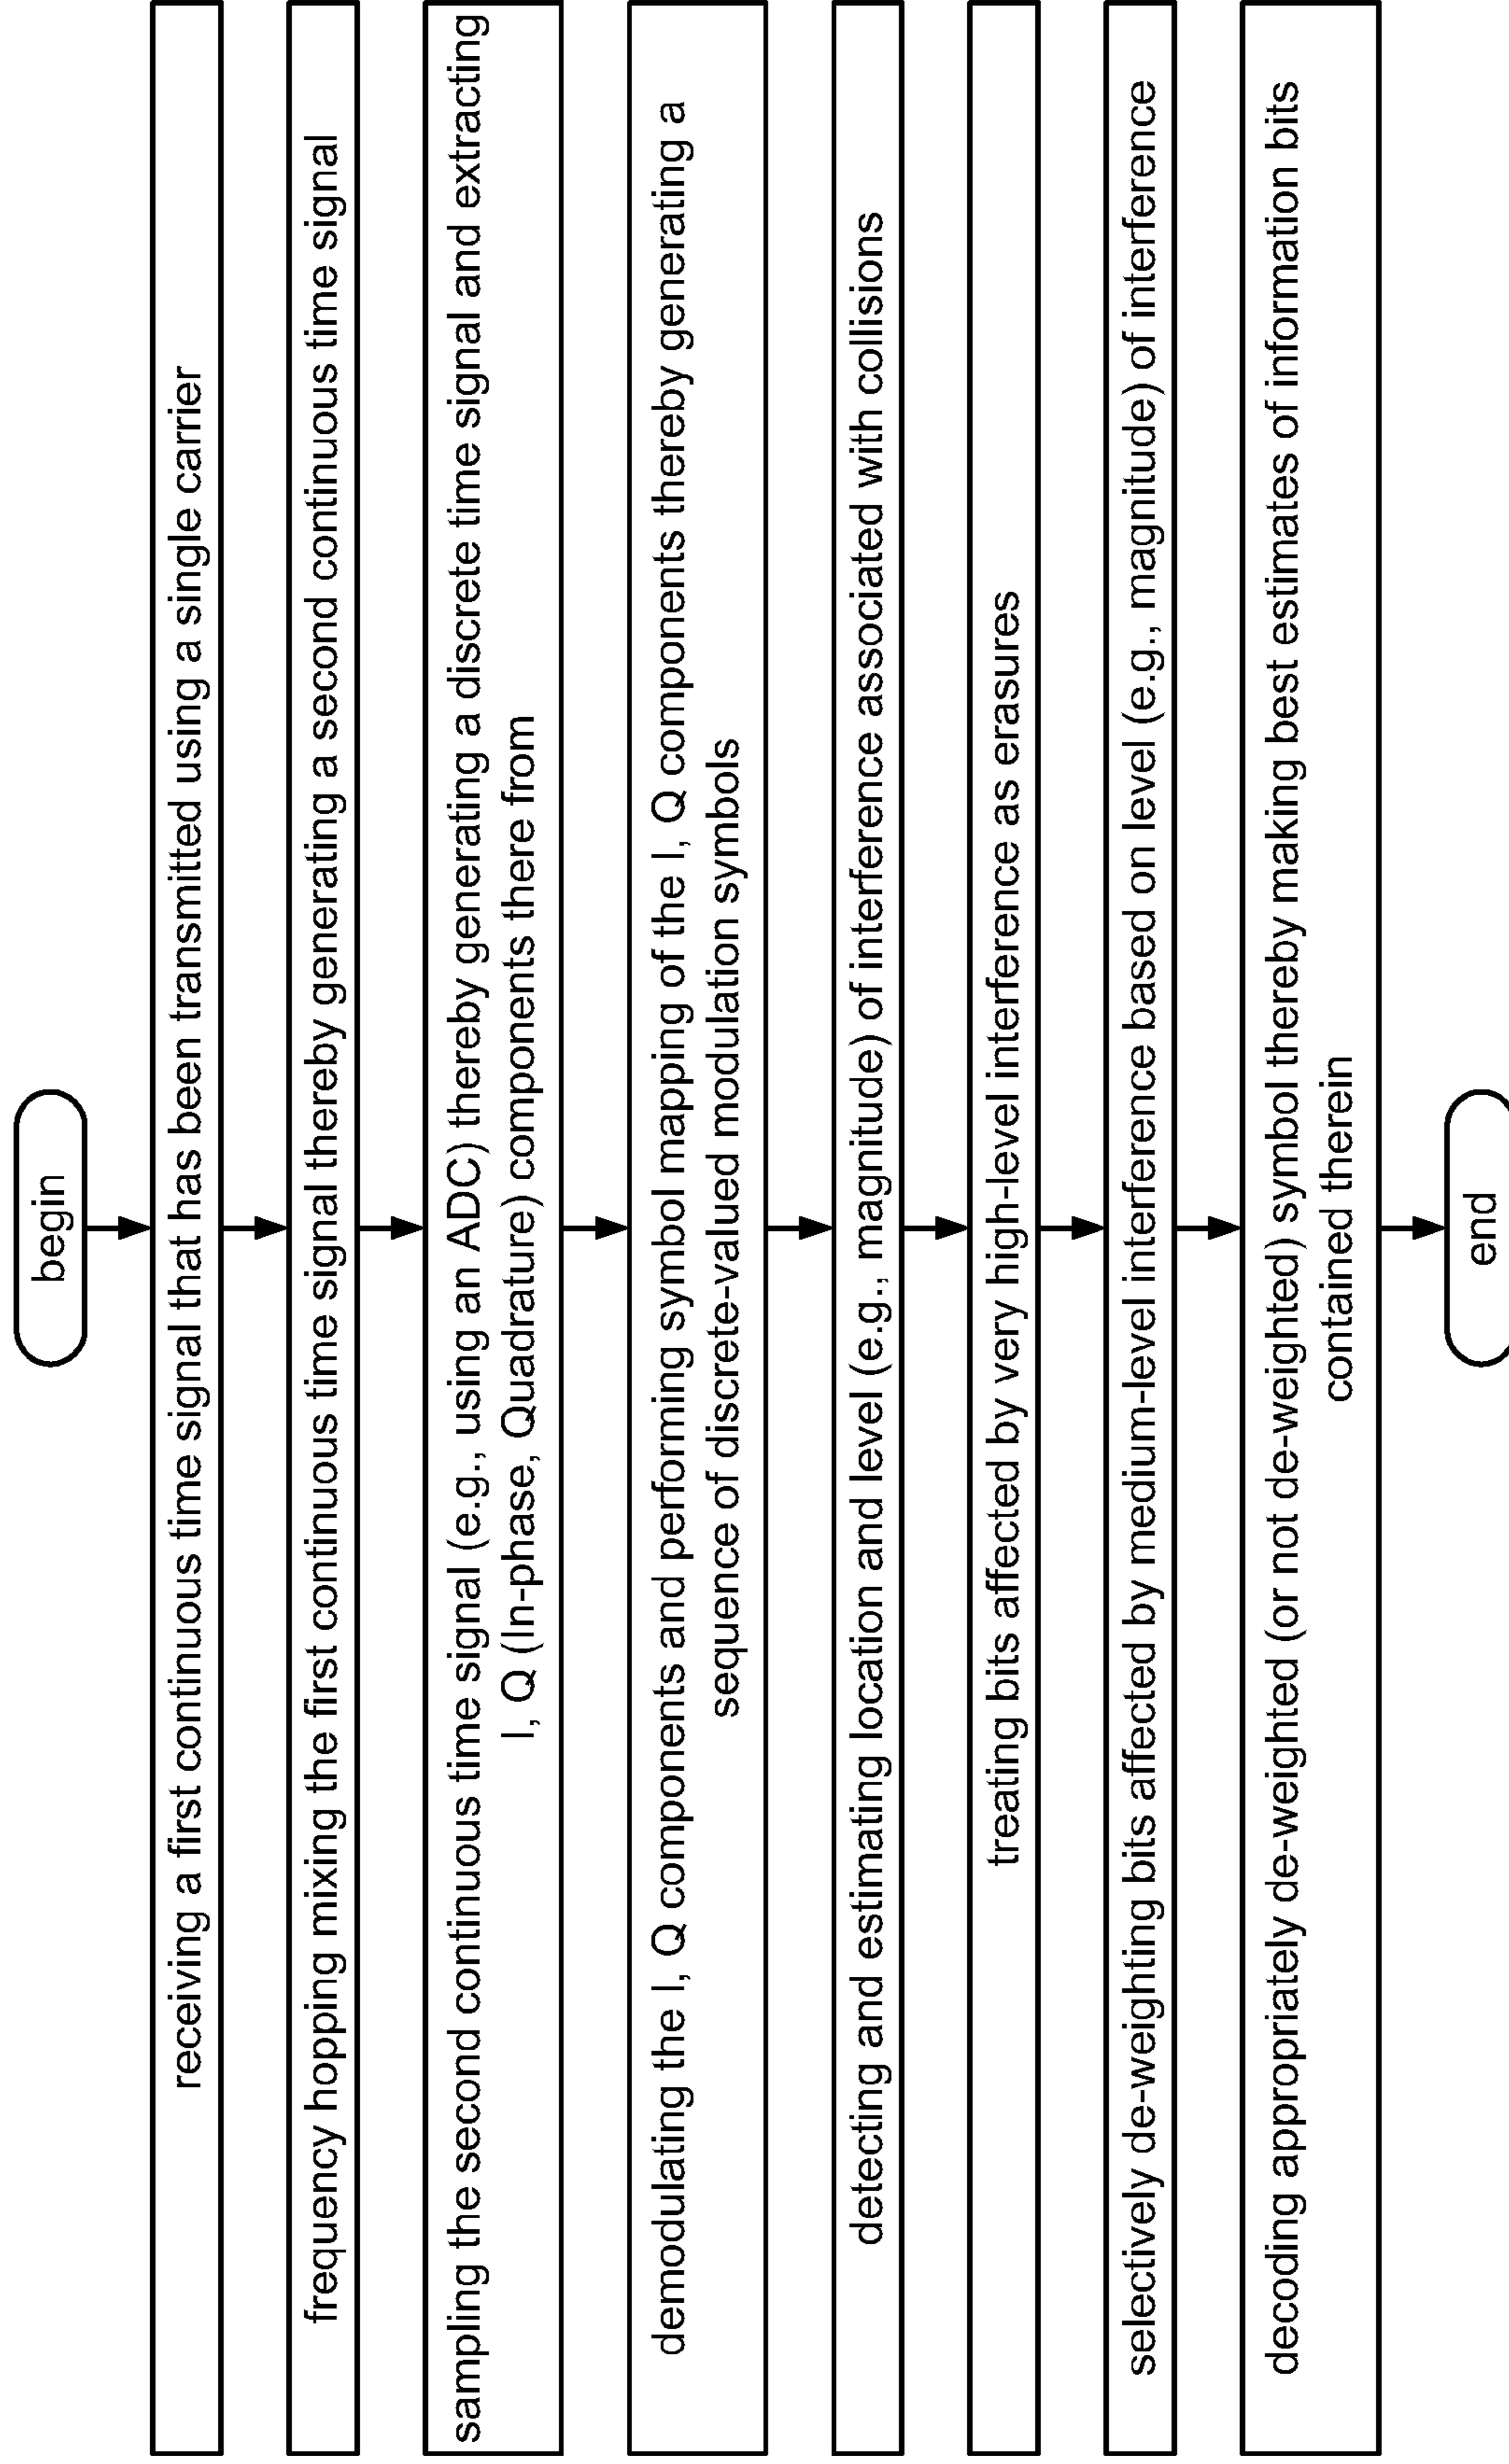 begin
receiving a first continuous time signal that has been transmitted using a single carrier
frequency hopping mixing the first continuous time signal thereby generating a second continuous time signal
sampling the second continuous time signal (e.g., using an ADC) thereby generating a discrete time signal and extracting
I, Q (In-phase, Quadrature) components there from
demodulating the I, Q components and performing symbol mapping of the I, Q components thereby generating a
sequence of discrete-valued modulation symbols
detecting and estimating location and level (e.g., magnitude) of interference associated with collisions
treating bits affected by very high-level interference as erasures
selectively de-weighting bits affected by medium-level interference based on level (e.g., magnitude) of interference
decoding appropriately de-weighted (or not de-weighted) symbol thereby making best estimates of information bits
contained therein
end